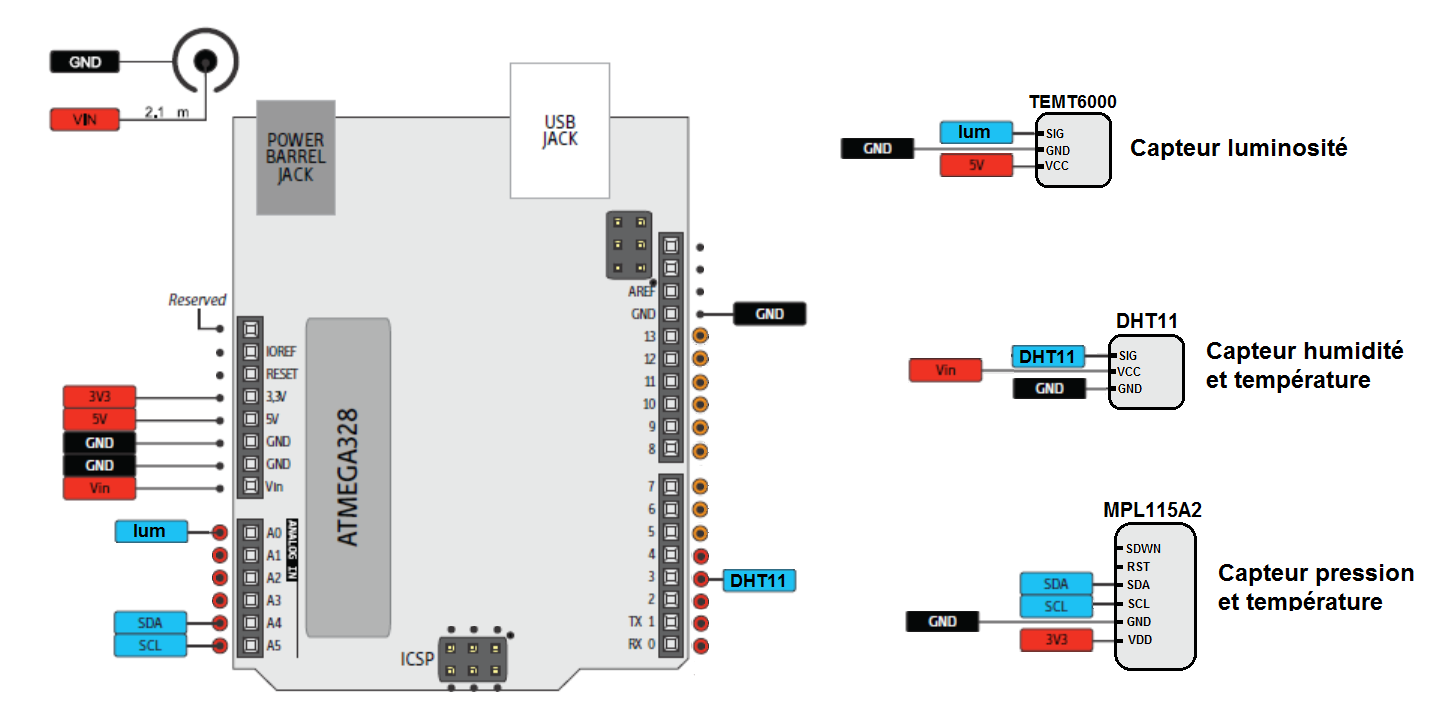 GND
VIN
2.1 m
POWER
BARREL
JACK
USB
JACK
Reserved
IOREF
RESET
3V3
3,3V
5V
5V
GND
GND
GND
GND
Vin
Vin
lum
A0
A1
A2
A3
SDA
A4
SCL
A5
ANALOG IN
ATMEGA328
ICSP
AREF
GND
GND
13
12
11
10
9
8
7
6
5
4
3
DHT11
2
TX 1
RX 0
TEMT6000
lum
SIG
GND
GND
5V
VCC
Capteur luminosité
DHT11
DHT11
SIG
Vin
VCC
GND
GND
Capteur humidité
et température
MPL115A2
SDWN
RST
SDA
SDA
SCL
SCL
GND
GND
3V3
VDD
Capteur pression
et température